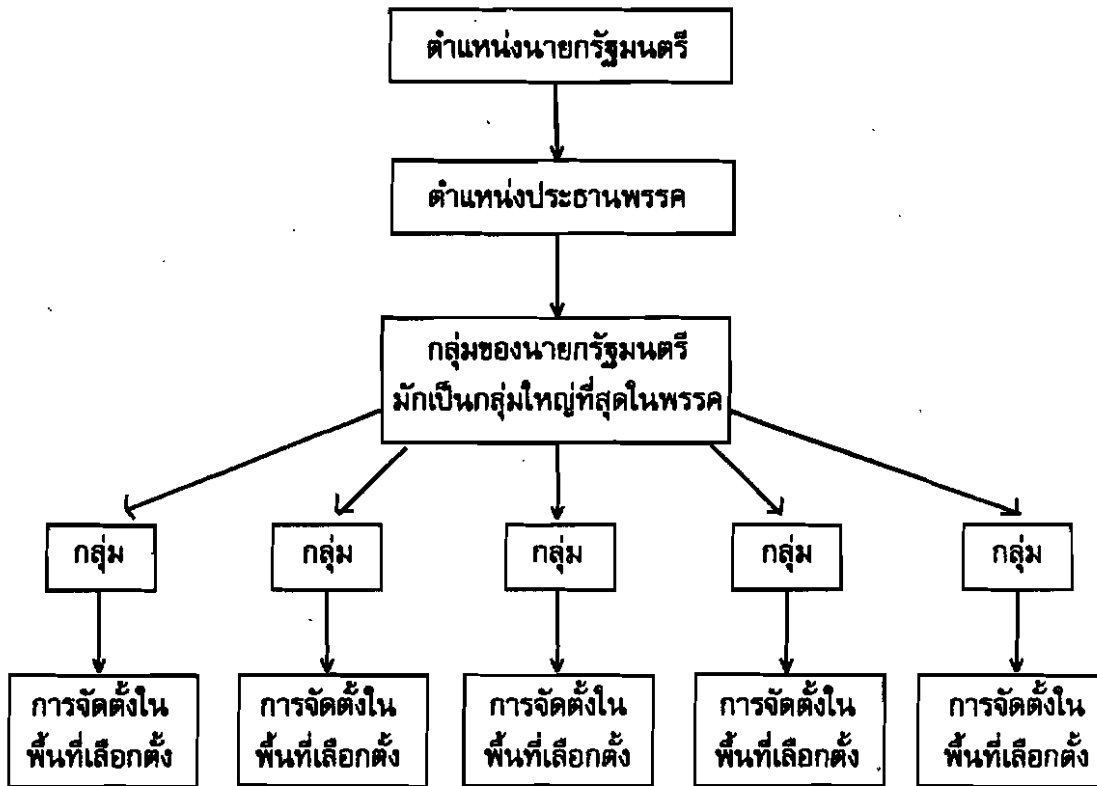 ตำแหน่งนายกรัฐมนตรี
ตำแหน่งประธานพรรค
กลุ่มของนายกรัฐมนตรี
มักเป็นกลุ่มใหญ่ที่สุดในพรรค
กลุ่ม
กลุ่ม
กลุ่ม
กลุ่ม
กลุ่ม
การจัดตั้งใน
พื้นที่เลือกตั้ง
การจัดตั้งใน
พื้นที่เลือกตั้ง
การจัดตั้งใน
พื้นที่เลือกตั้ง
การจัดตั้งใน
พื้นที่เลือกตั้ง
การจัดตั้งใน
พื้นที่เลือกตั้ง